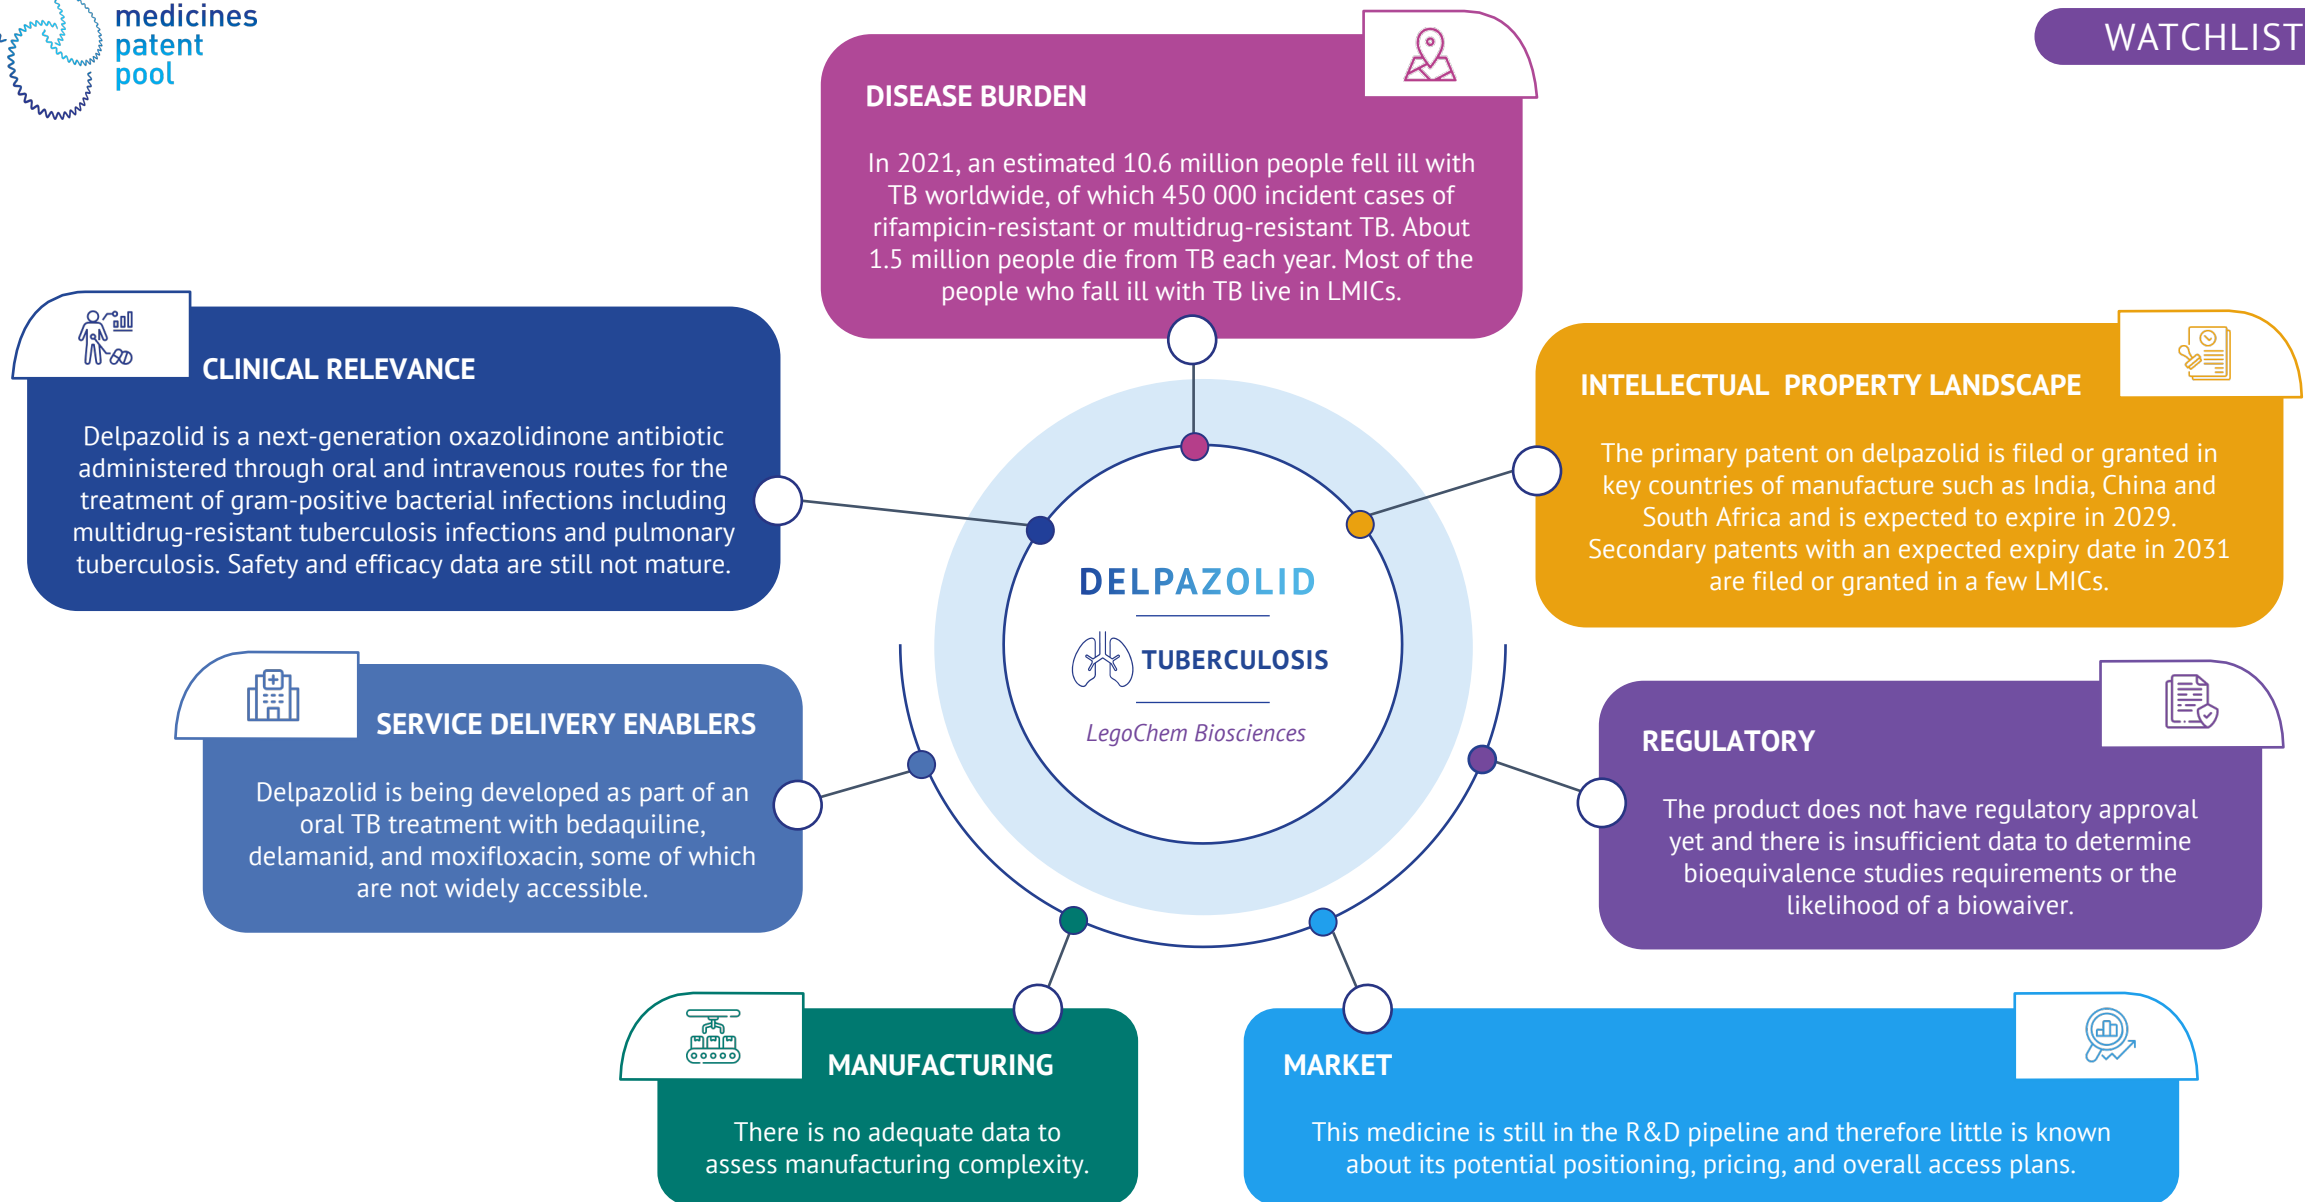 medicines
patent
pool
WATCHLIST
DISEASE BURDEN
In 2021, an estimated 10.6 million people fell ill with
TB worldwide, of which 450 000 incident cases of
rifampicin-resistant or multidrug-resistant TB. About
1.5 million people die from TB each year. Most of the
people who fall ill with TB live in LMICs.
CLINICAL RELEVANCE
Delpazolid is a next-generation oxazolidinone antibiotic
administered through oral and intravenous routes for the
treatment of gram-positive bacterial infections including
multidrug-resistant tuberculosis infections and pulmonary
tuberculosis. Safety and efficacy data are still not mature.
INTELLECTUAL PROPERTY LANDSCAPE
The primary patent on delpazolid is filed or granted in
key countries of manufacture such as India, China and
South Africa and is expected to expire in 2029.
Secondary patents with an expected expiry date in 2031
are filed or granted in a few LMICs.
DELPAZOLID
TUBERCULOSIS
LegoChem Biosciences
SERVICE DELIVERY ENABLERS
Delpazolid is being developed as part of an
oral TB treatment with bedaquiline,
delamanid, and moxifloxacin, some of which
are not widely accessible.
REGULATORY
The product does not have regulatory approval
yet and there is insufficient data to determine
bioequivalence studies requirements or the
likelihood of a biowaiver.
MANUFACTURING
There is no adequate data to
assess manufacturing complexity.
MARKET
This medicine is still in the R&D pipeline and therefore little is known
about its potential positioning, pricing, and overall access plans.